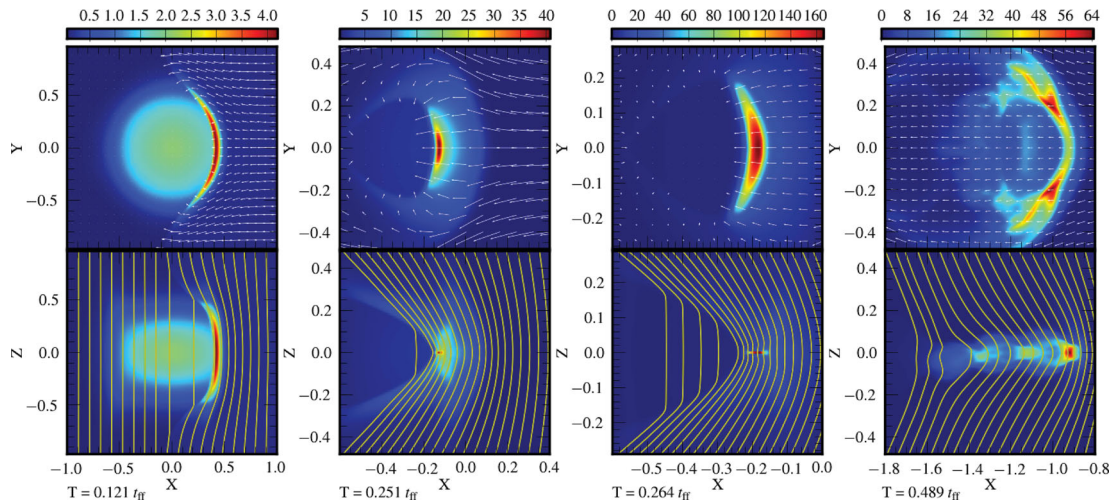 0.5 1.0 1.5 2.0 2.5 3.0 3.5 4.0
5 10 15 20 25 30 35 40
0 20 40 60 80 100 120 140 160
0 8 16 24 32 40 48 56 64
Y 0.5 0.0 −0.5
Y 0.4 0.2 0.0 −0.2 −0.4
Y 0.2 0.1 0.0 −0.1 −0.2
Y 0.4 0.2 0.0 −0.2 −0.4
Z 0.5 0.0 −0.5
Z 0.4 0.2 0.0 −0.2 −0.4
Z 0.2 0.1 0.0 −0.1 −0.2
Z 0.4 0.2 0.0 −0.2 −0.4
−1.0 −0.5 0.0 0.5 1.0
−0.4 −0.2 0.0 0.2 0.4
−0.5 −0.4 −0.3 −0.2 −0.1 0.0
−1.8 −1.6 −1.4 −1.2 −1.0 −0.8
X
X
X
X
T = 0.121 tff
T = 0.251 tff
T = 0.264 tff
T = 0.489 tff